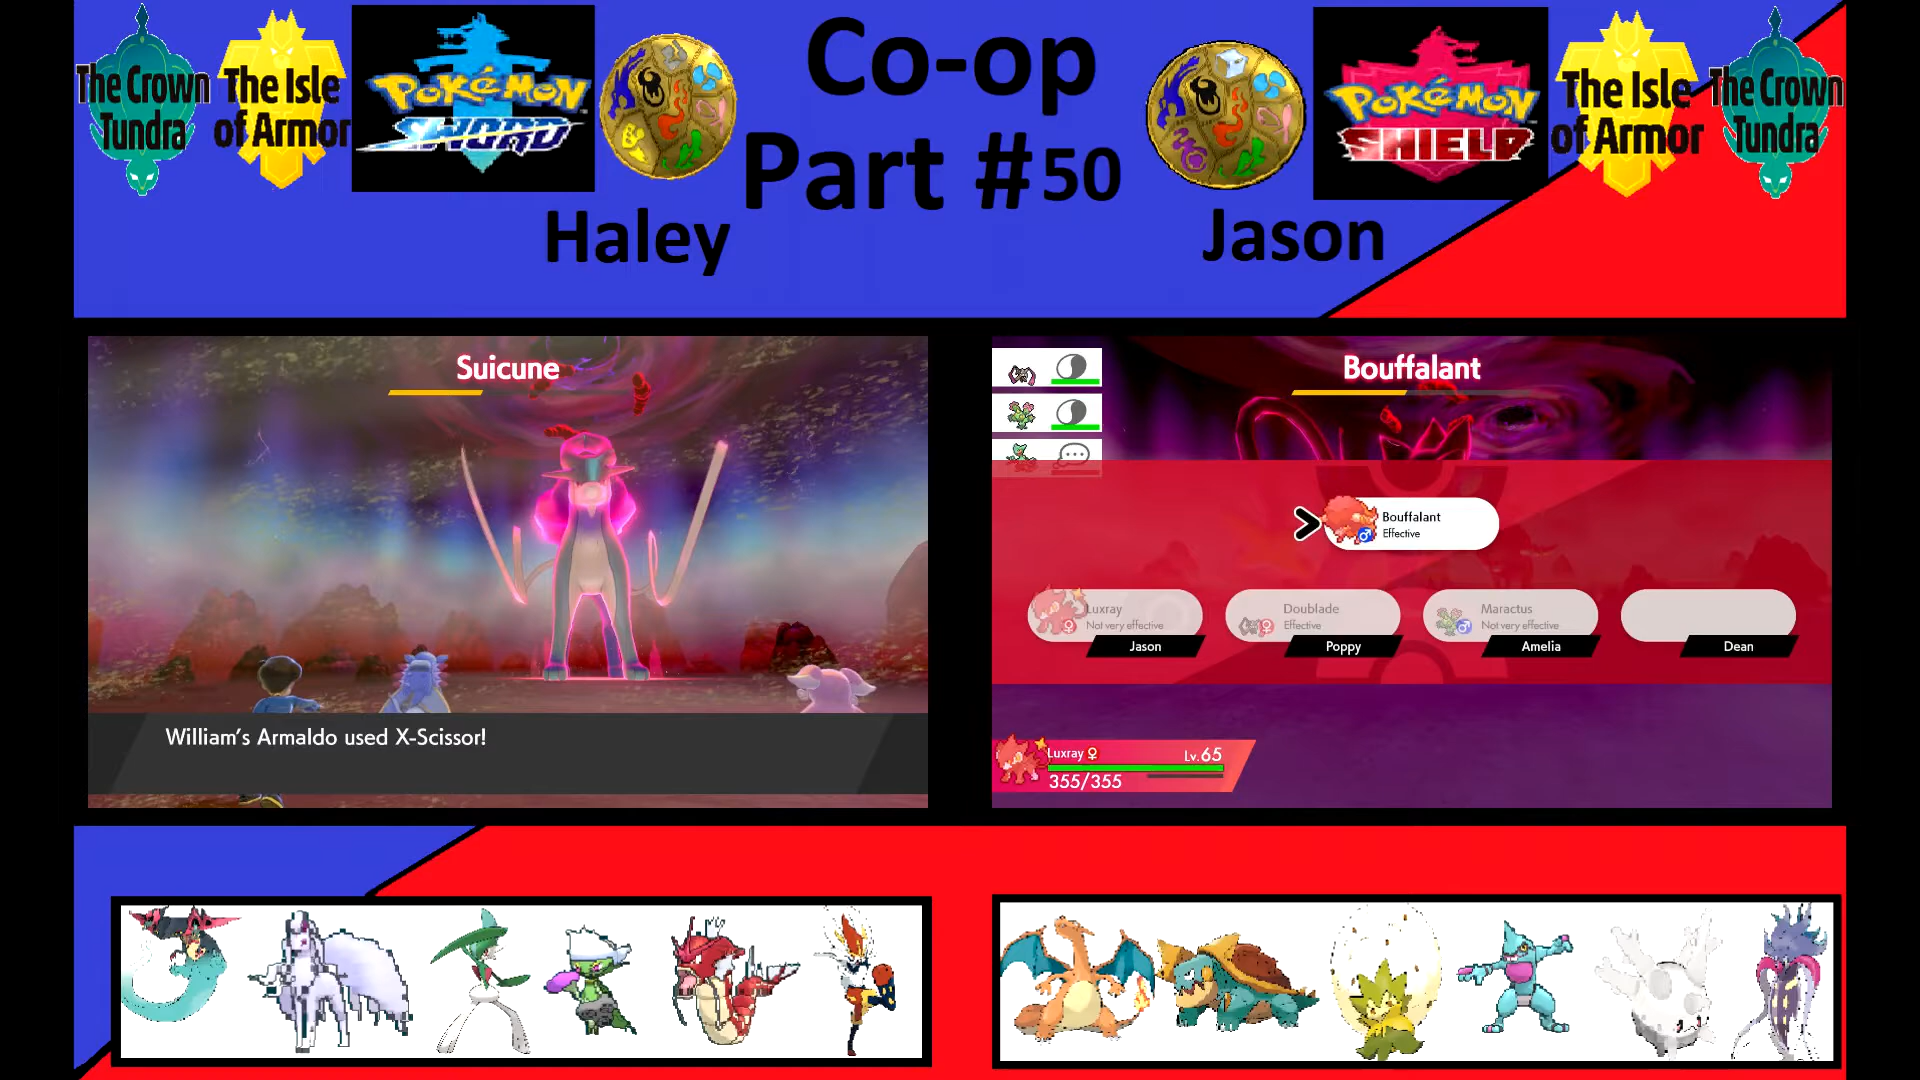 The Crown
Tundra
The Isle
of Armor
POKÉMON
SWORD
Co-op
Part #50
POKÉMON
SHIELD
The Isle
of Armor
The Crown
Tundra
Haley
Jason
Suicune
William's Armaldo used X-Scissor!
Bouffalant
Bouffalant
Effective
Luxray
Not very effective
Jason
Doublade
Effective
Poppy
Maractus
Not very effective
Amelia
Dean
Luxray♀
Lv.65
355/355